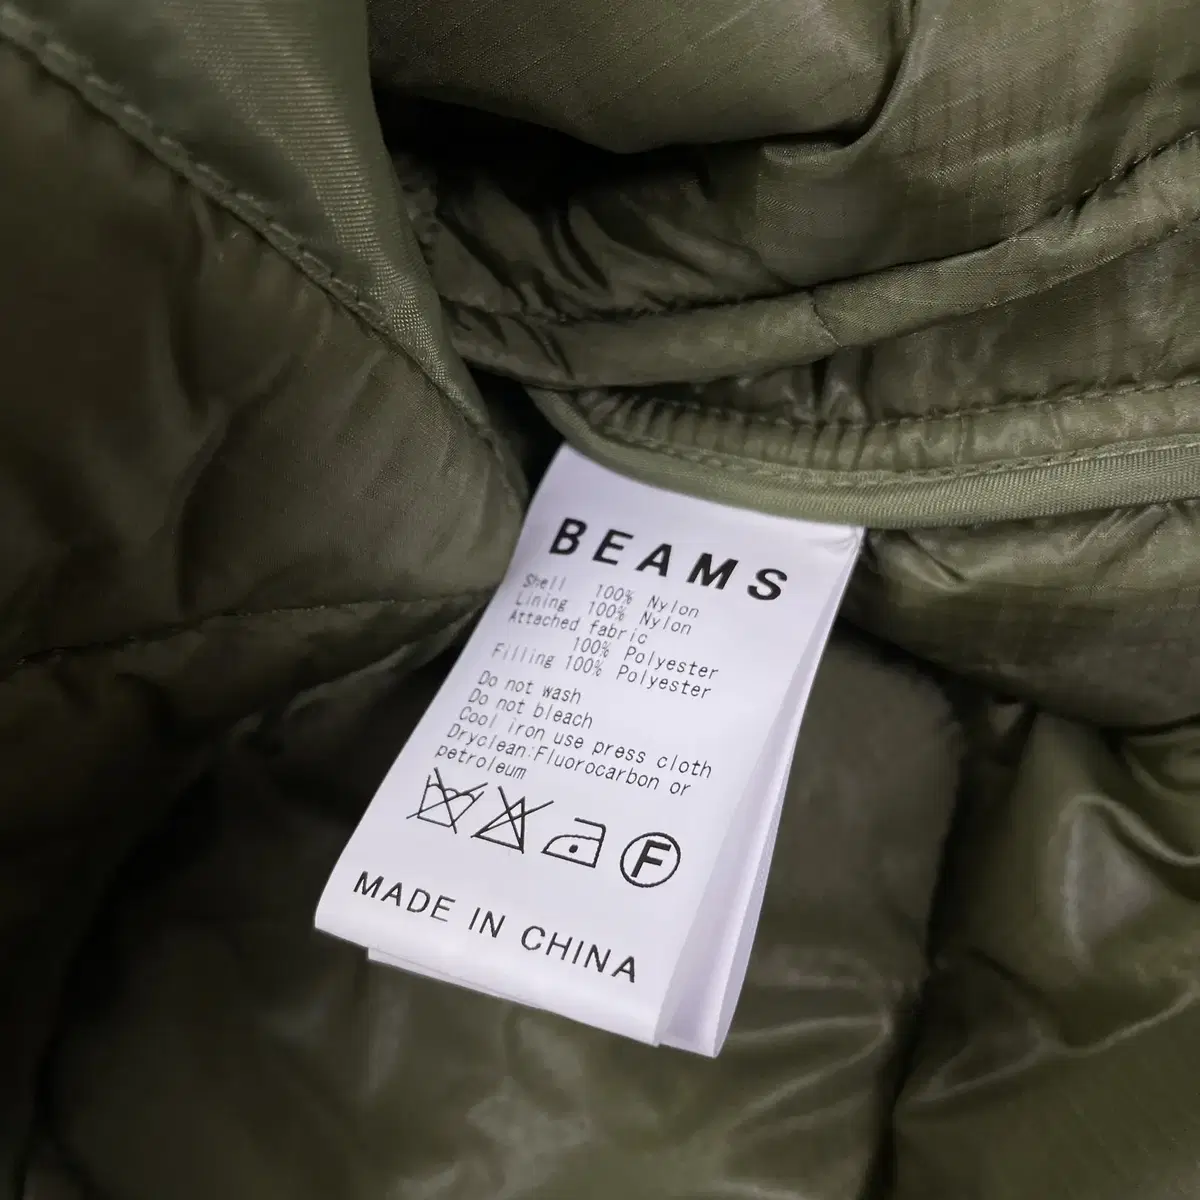 BEAMS
Shell 100% Nylon
Lining 100% Nylon
Attached fabric
100% Polyester
Filling 100% Polyester
Do not wash
Do not bleach
Cool iron use press cloth
Dryclean:Fluorocarbon or
petroleum
F
MADE IN CHINA